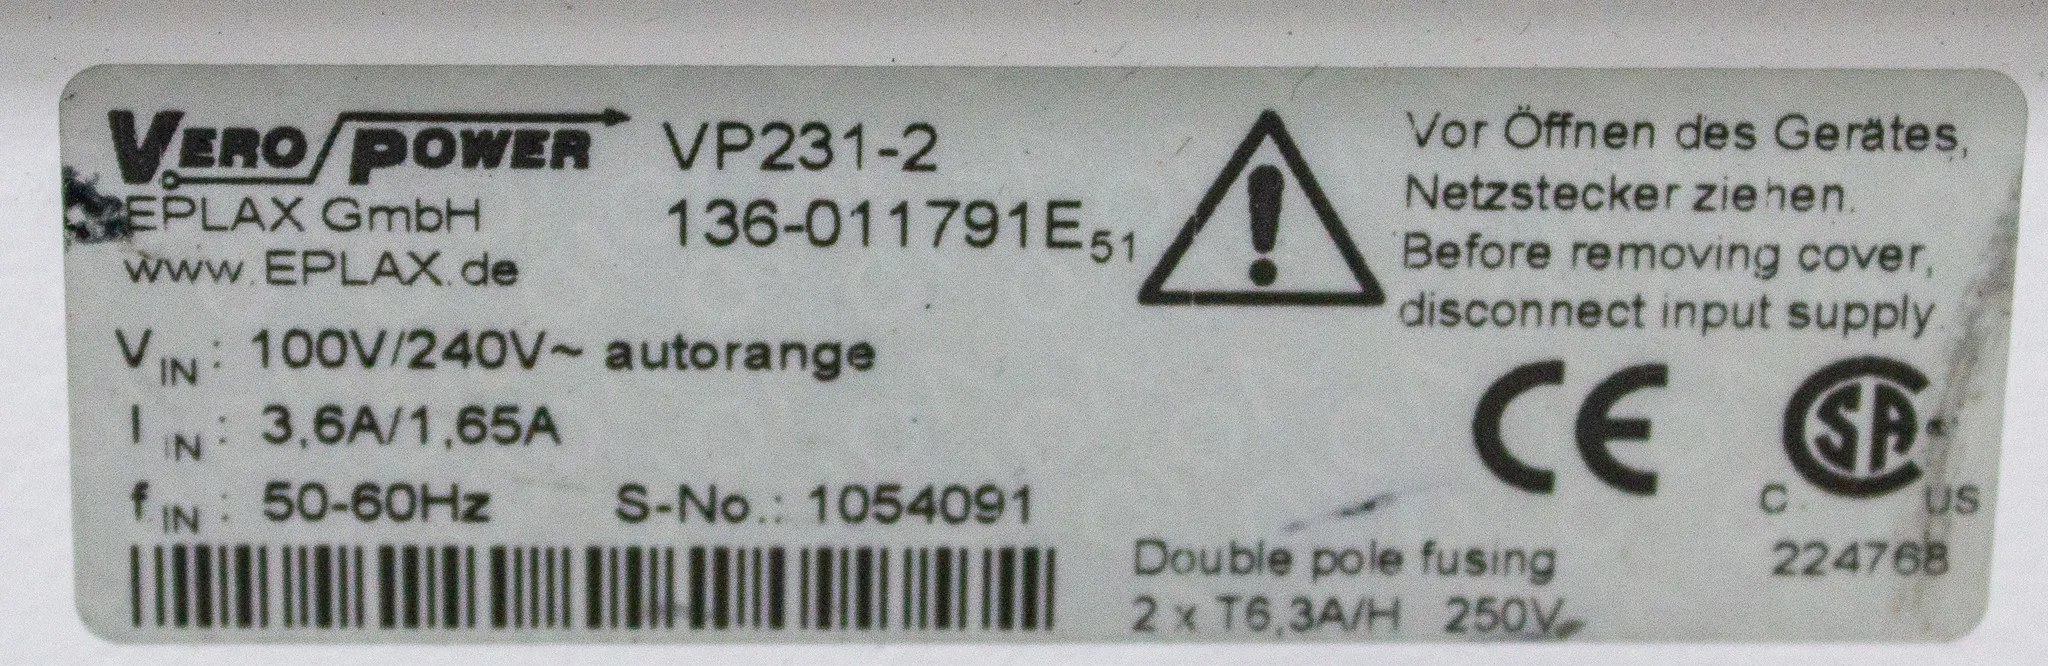 VERO POWER
EPLAX GmbH
www.EPLAX.de
VP231-2
136-011791E51
Vor Öffnen des Gerätes,
Netzstecker ziehen.
Before removing cover,
disconnect input supply.
VIN: 100V/240V~ autorange
IIN: 3,6A/1,65A
fIN: 50-60Hz S-No.: 1054091
CE
C SA US
224768
Double pole fusing
2 x T6,3A/H 250V